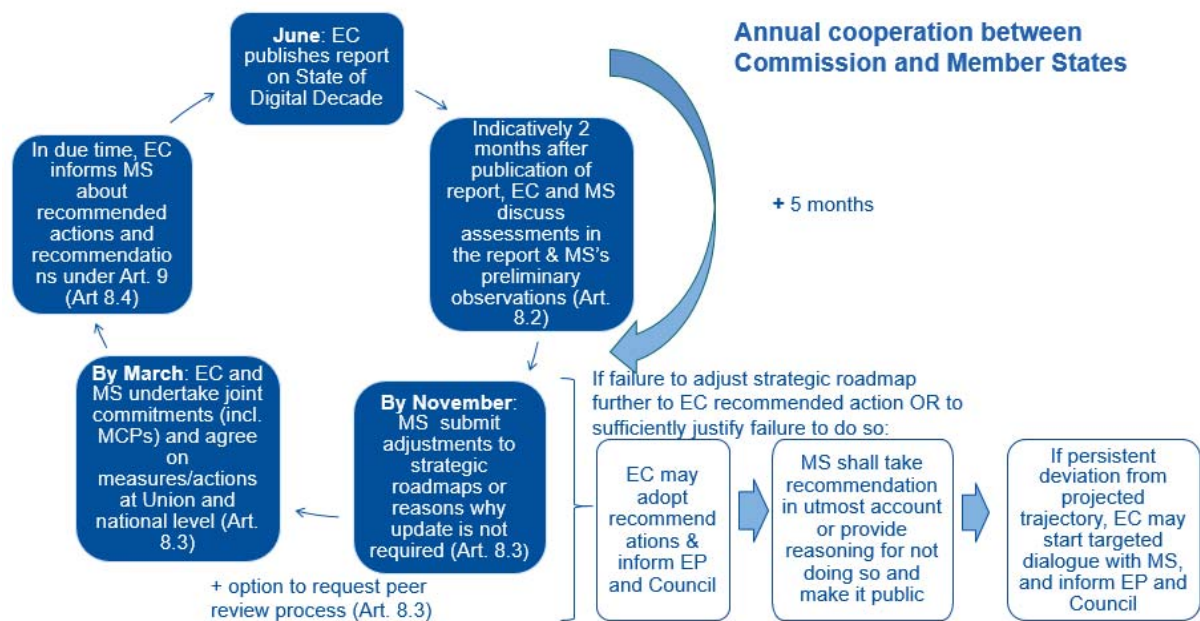 Annual cooperation between
Commission and Member States
June: EC
publishes report
on State of
Digital Decade
Indicatively 2
months after
publication of
report, EC and MS
discuss
assessments in
the report & MS's
preliminary
observations (Art.
8.2)
+ 5 months
By November:
MS submit
adjustments to
strategic
roadmaps or
reasons why
update is not
required (Art. 8.3)
+ option to request peer
review process (Art. 8.3)
By March: EC and
MS undertake joint
commitments (incl.
MCPs) and agree
on
measures/actions
at Union and
national level (Art.
8.3)
In due time, EC
informs MS
about
recommended
actions and
recommendatio
ns under Art. 9
(Art 8.4)
If failure to adjust strategic roadmap
further to EC recommended action OR to
sufficiently justify failure to do so:
EC may
adopt
recommend
ations &
inform EP
and Council
MS shall take
recommendation
in utmost account
or provide
reasoning for not
doing so and
make it public
If persistent
deviation from
projected
trajectory, EC may
start targeted
dialogue with MS,
and inform EP and
Council